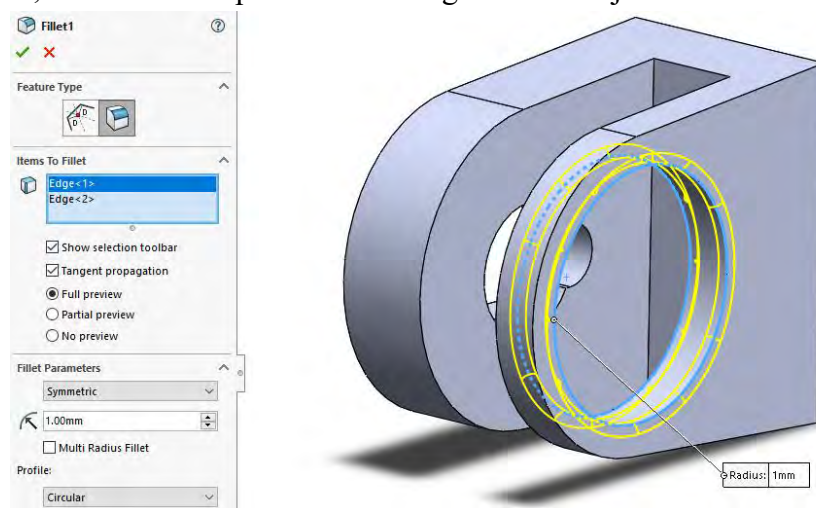 Fillet1
Feature Type
Items To Fillet
Edge<1>
Edge<2>
Show selection toolbar
Tangent propagation
Full preview
Partial preview
No preview
Fillet Parameters
Symmetric
1.00mm
Multi Radius Fillet
Profile:
Circular
Radius: 1mm